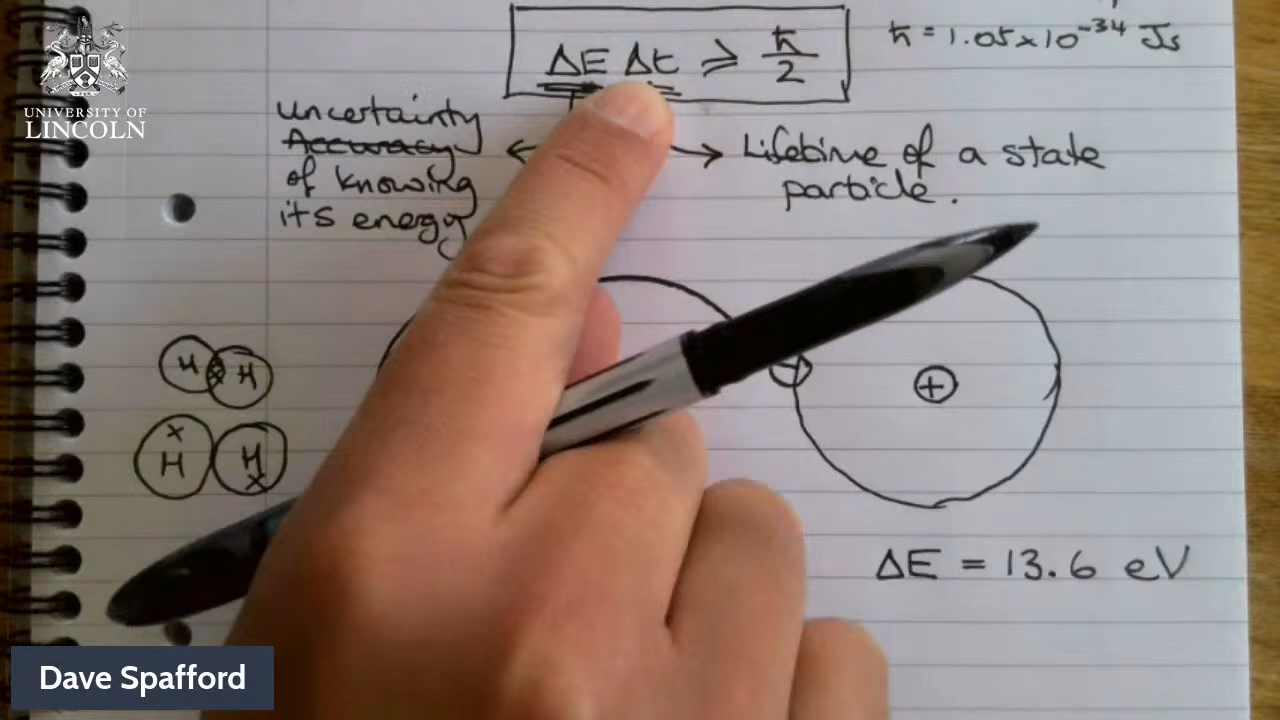 UNIVERSITY OF
LINCOLN
ΔE Δt ⩾ ℏ/2
ℏ = 1.05 x 10⁻³⁴ Js
uncertainty
Accuracy
of knowing
its energy
Lifetime of a state
particle.
H H
+
H H
ΔE = 13.6 eV
Dave Spafford